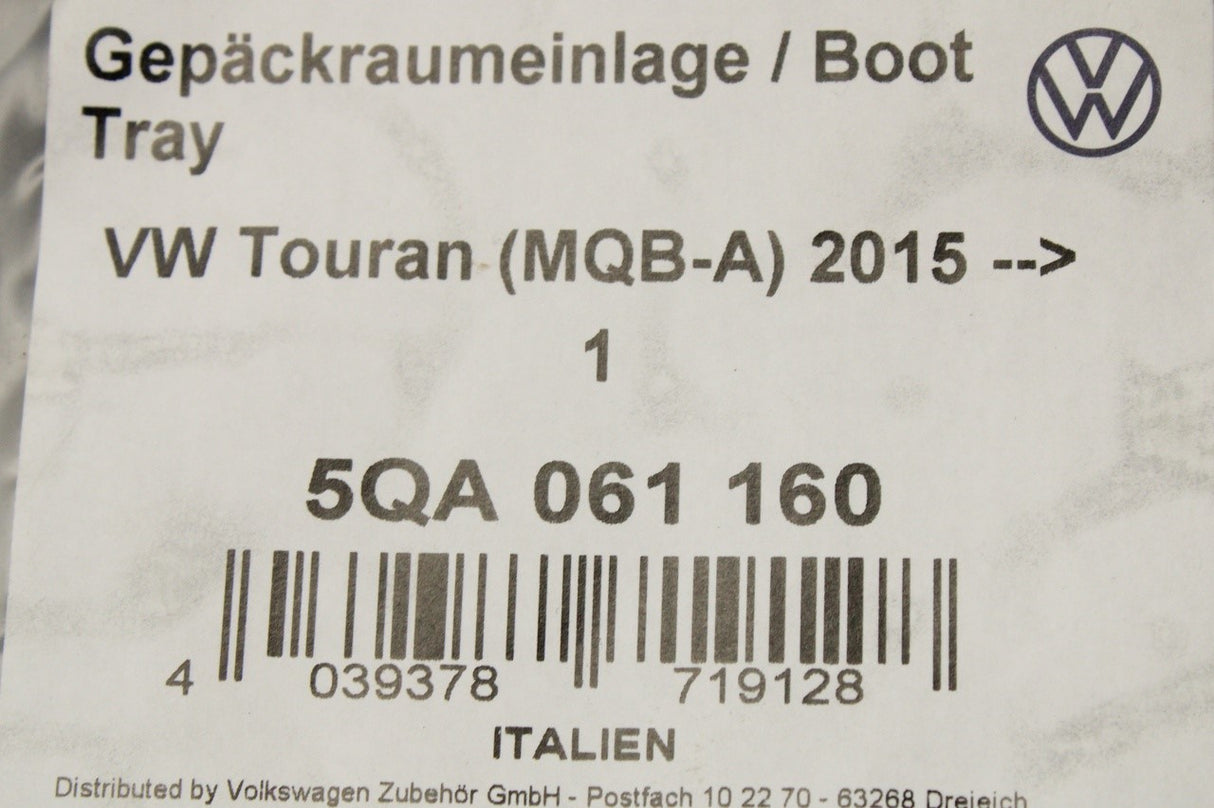 Gepäckraumeinlage / Boot
Tray
VW Touran (MQB-A) 2015 -->
1
5QA 061 160
4 039378 719128
ITALIEN
Distributed by Volkswagen Zubehör GmbH - Postfach 10 22 70 - 63268 Dreieich